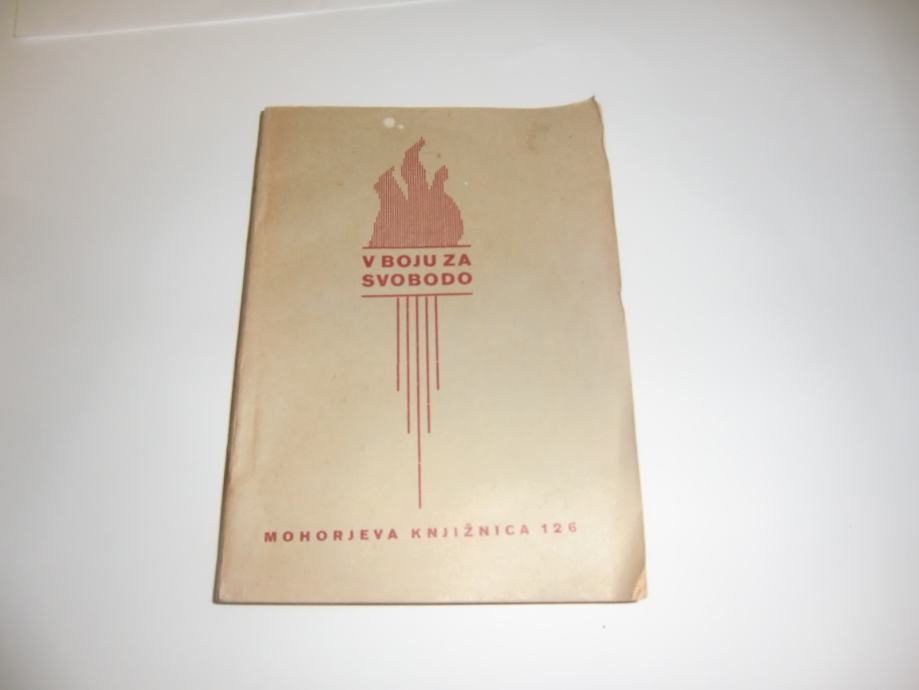 V BOJU ZA
SVOBODO
MOHORJEVA KNJIŽNICA 126